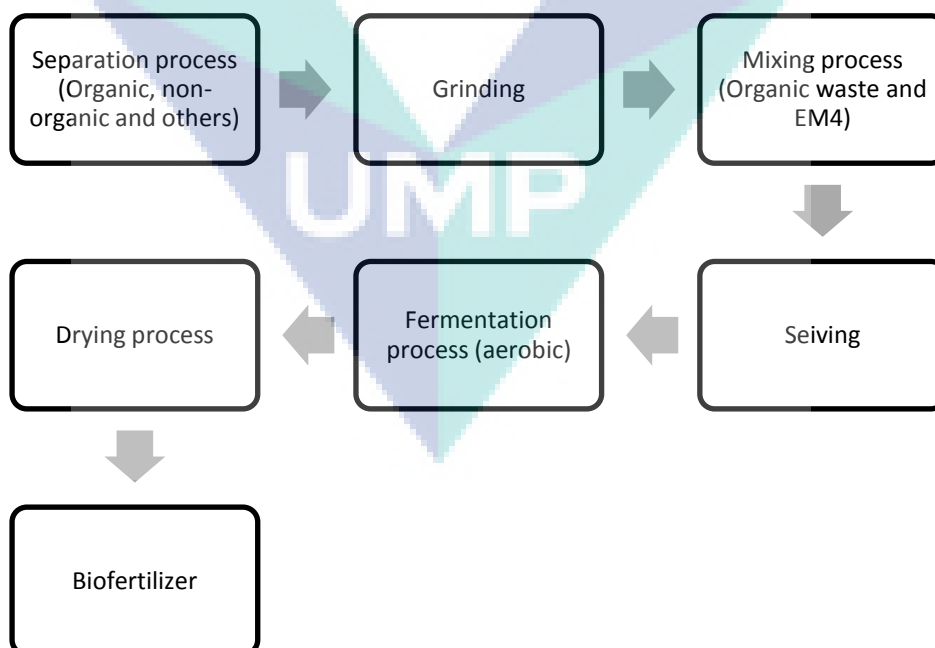 Separation process
(Organic, non-
organic and others)
Grinding
Mixing process
(Organic waste and
EM4)
UMP
Seiving
Fermentation
process (aerobic)
Drying process
Biofertilizer